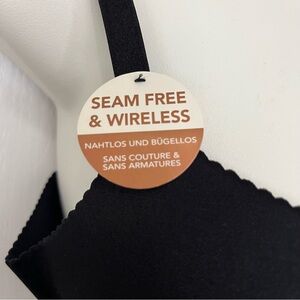 SEAM FREE
& WIRELESS
NAHTLOS UND BÜGELLOS
SANS COUTURE &
SANS ARMATURES